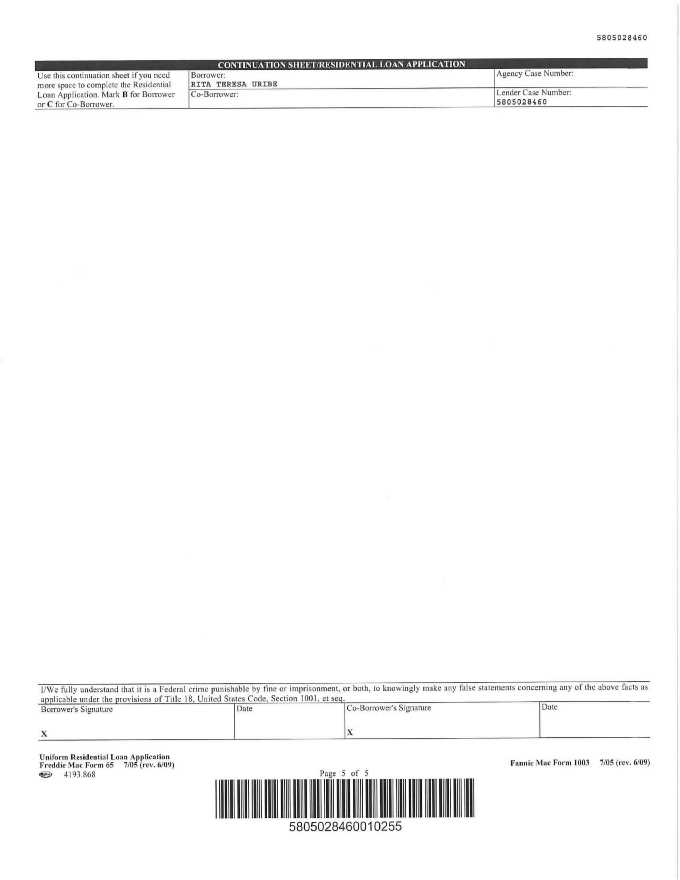 5805028460
CONTINUATION SHEET/RESIDENTIAL LOAN APPLICATION
Use this continuation sheet if you need
more space to complete the Residential
Loan Application. Mark B for Borrower
or C for Co-Borrower.
Borrower:
RITA TERESA URIBE
Co-Borrower:
Agency Case Number:
Lender Case Number:
5805028460
I/We fully understand that it is a Federal crime punishable by fine or imprisonment, or both, to knowingly make any false statements concerning any of the above facts as
applicable under the provisions of Title 18, United States Code, Section 1001, et seq.
Borrower's Signature
Date
Co-Borrower's Signature
Date
X
X
Uniform Residential Loan Application
Freddie Mac Form 65 7/05 (rev. 6/09)
4193.868
Fannie Mae Form 1003 7/05 (rev. 6/09)
Page 5 of 5
5805028460010255